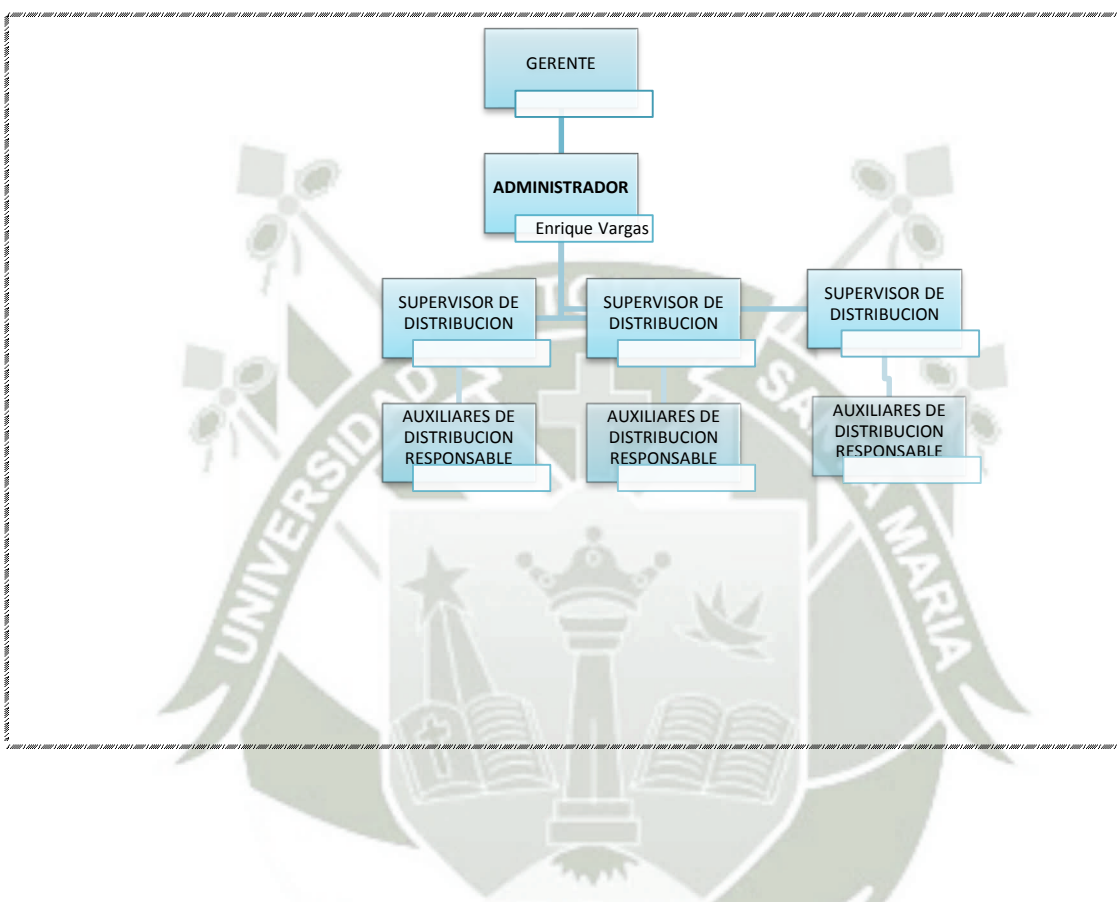 GERENTE
ADMINISTRADOR
Enrique Vargas
SUPERVISOR DE
DISTRIBUCION
SUPERVISOR DE
DISTRIBUCION
SUPERVISOR DE
DISTRIBUCION
AUXILIARES DE
DISTRIBUCION
RESPONSABLE
AUXILIARES DE
DISTRIBUCION
RESPONSABLE
AUXILIARES DE
DISTRIBUCION
RESPONSABLE
UNIVERSIDAD
MARIA